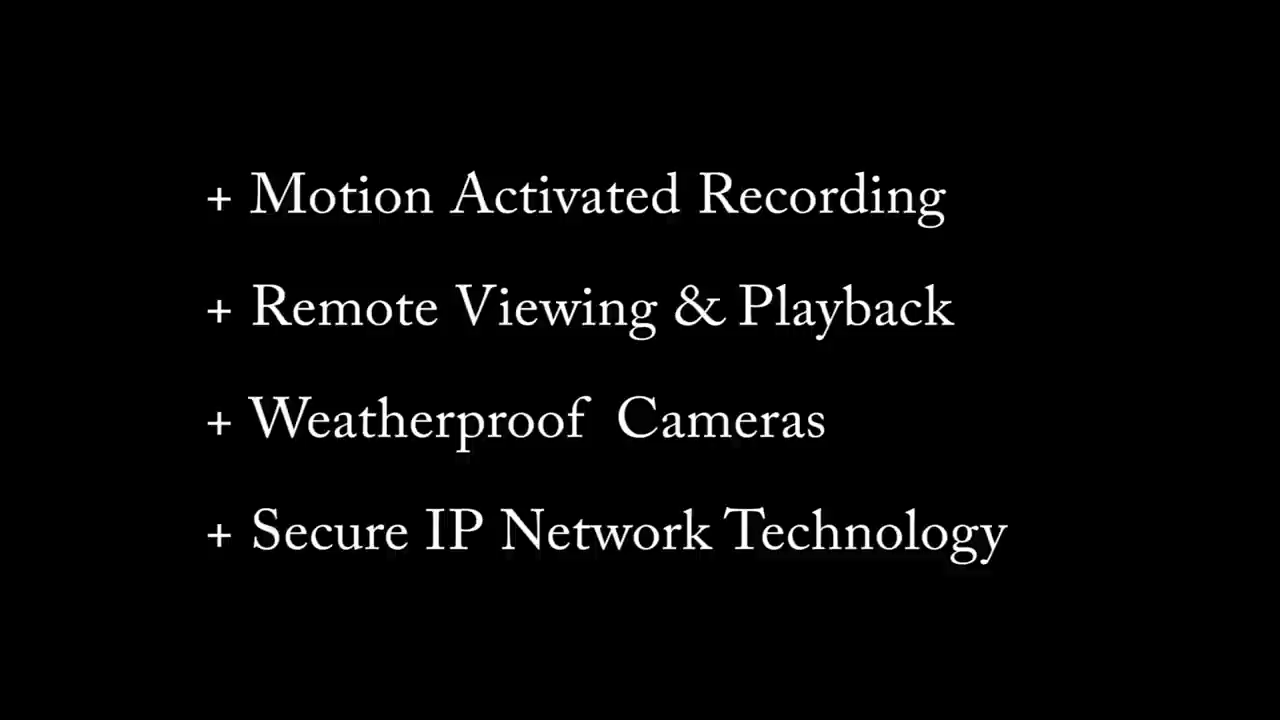 + Motion Activated Recording
+ Remote Viewing & Playback
+ Weatherproof  Cameras
+ Secure IP Network Technology